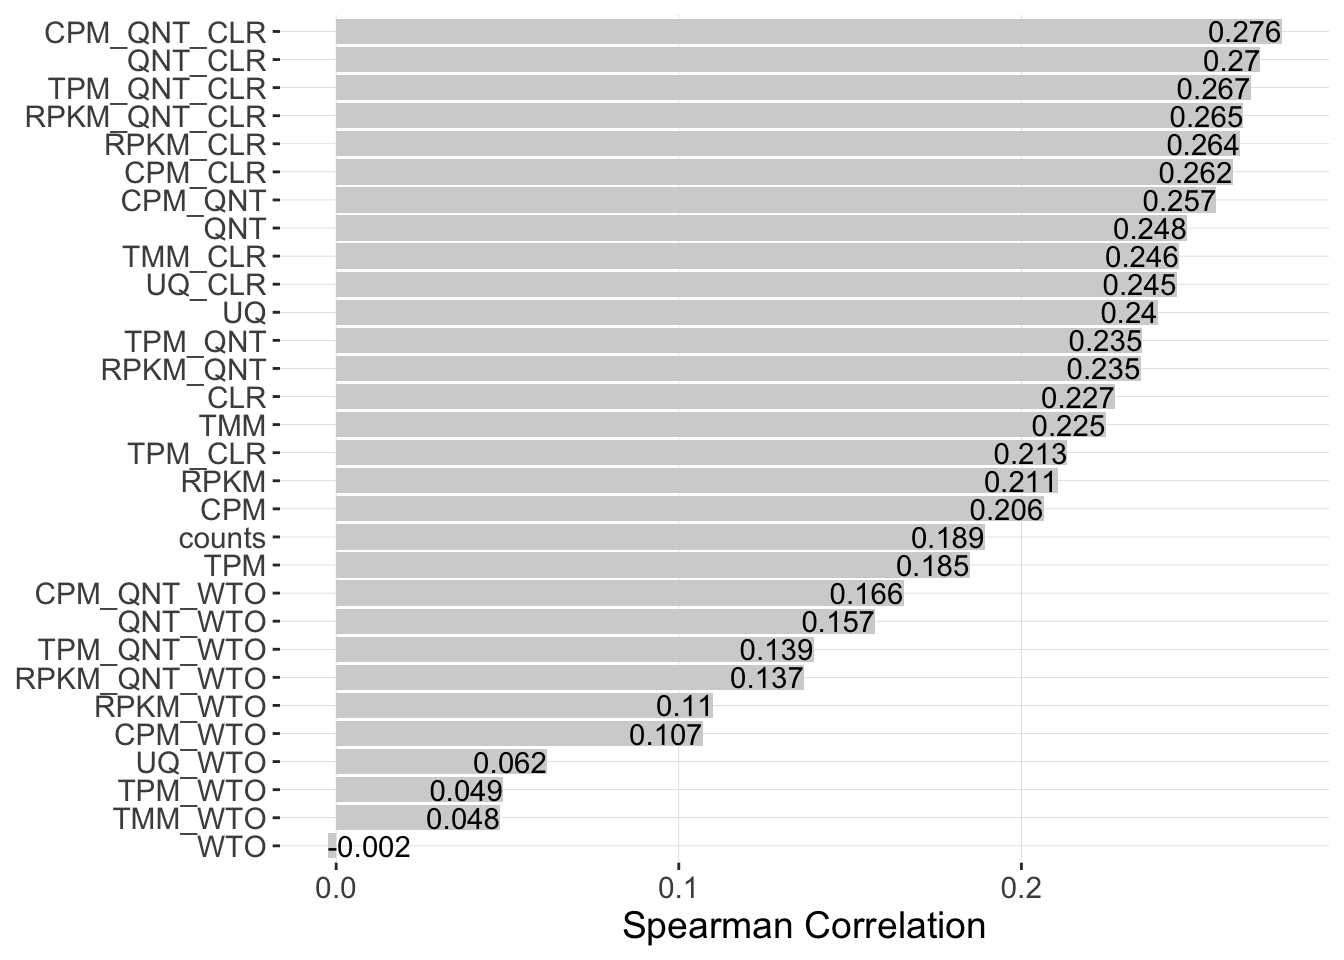 CPM_QNT_CLR 0.276
QNT_CLR 0.27
TPM_QNT_CLR 0.267
RPKM_QNT_CLR 0.265
RPKM_CLR 0.264
CPM_CLR 0.262
CPM_QNT 0.257
QNT 0.248
TMM_CLR 0.246
UQ_CLR 0.245
UQ 0.24
TPM_QNT 0.235
RPKM_QNT 0.235
CLR 0.227
TMM 0.225
TPM_CLR 0.213
RPKM 0.211
CPM 0.206
counts 0.189
TPM 0.185
CPM_QNT_WTO 0.166
QNT_WTO 0.157
TPM_QNT_WTO 0.139
RPKM_QNT_WTO 0.137
RPKM_WTO 0.11
CPM_WTO 0.107
UQ_WTO 0.062
TPM_WTO 0.049
TMM_WTO 0.048
WTO -0.002
0.0 0.1 0.2
Spearman Correlation